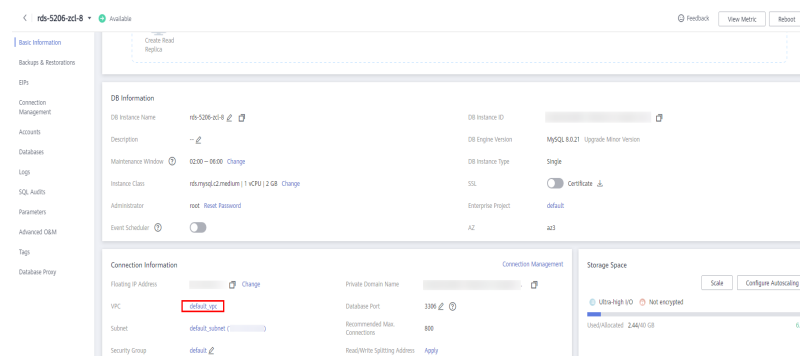 rds-5206-zcl-8 Available Feedback View Metric Reboot
Basic Information
Backups & Restorations
EIPs
Connection
Management
Accounts
Databases
Logs
SQL Audits
Parameters
Advanced O&M
Tags
Database Proxy
Create Read
Replica
DB Information
DB Instance Name rds-5206-zcl-8 DB Instance ID
Description -- DB Engine Version MySQL 8.0.21 Upgrade Minor Version
Maintenance Window 02:00 – 06:00 Change DB Instance Type Single
Instance Class rds.mysql.c2.medium | 1 vCPU | 2 GB Change SSL Certificate
Administrator root Reset Password Enterprise Project default
Event Scheduler AZ az3
Connection Information Connection Management
Floating IP Address Change Private Domain Name
VPC default_vpc Database Port 3306
Subnet default_subnet ( ) Recommended Max.
Connections 800
Security Group default Read/Write Splitting Address Apply
Storage Space
Scale Configure Autoscaling
Ultra-high I/O Not encrypted
Used/Allocated 2.44/40 GB